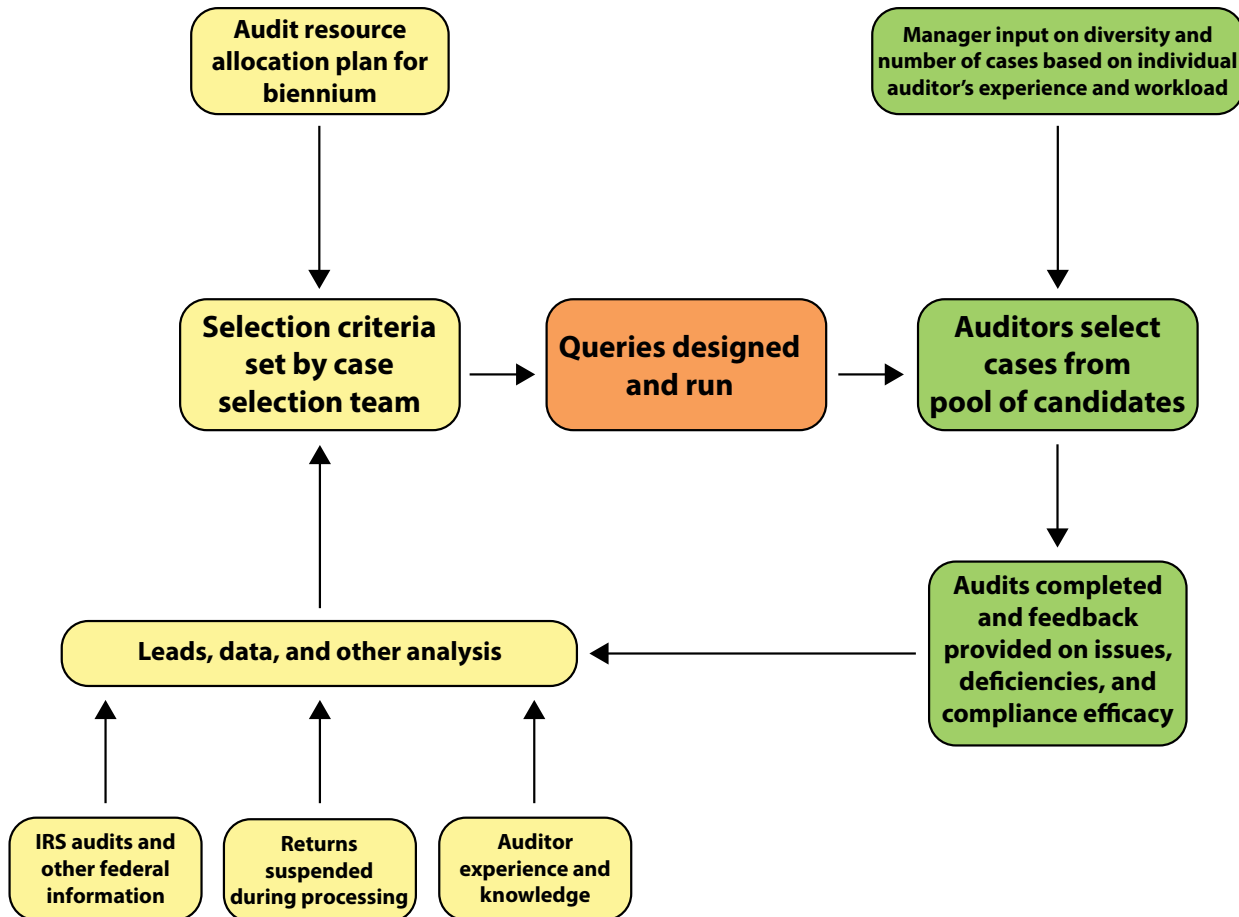 Audit resource
allocation plan for
biennium
Manager input on diversity and
number of cases based on individual
auditor’s experience and workload
Selection criteria
set by case
selection team
Queries designed
and run
Auditors select
cases from
pool of candidates
Audits completed
and feedback
provided on issues,
deficiencies, and
compliance efficacy
Leads, data, and other analysis
IRS audits and
other federal
information
Returns
suspended
during processing
Auditor
experience and
knowledge